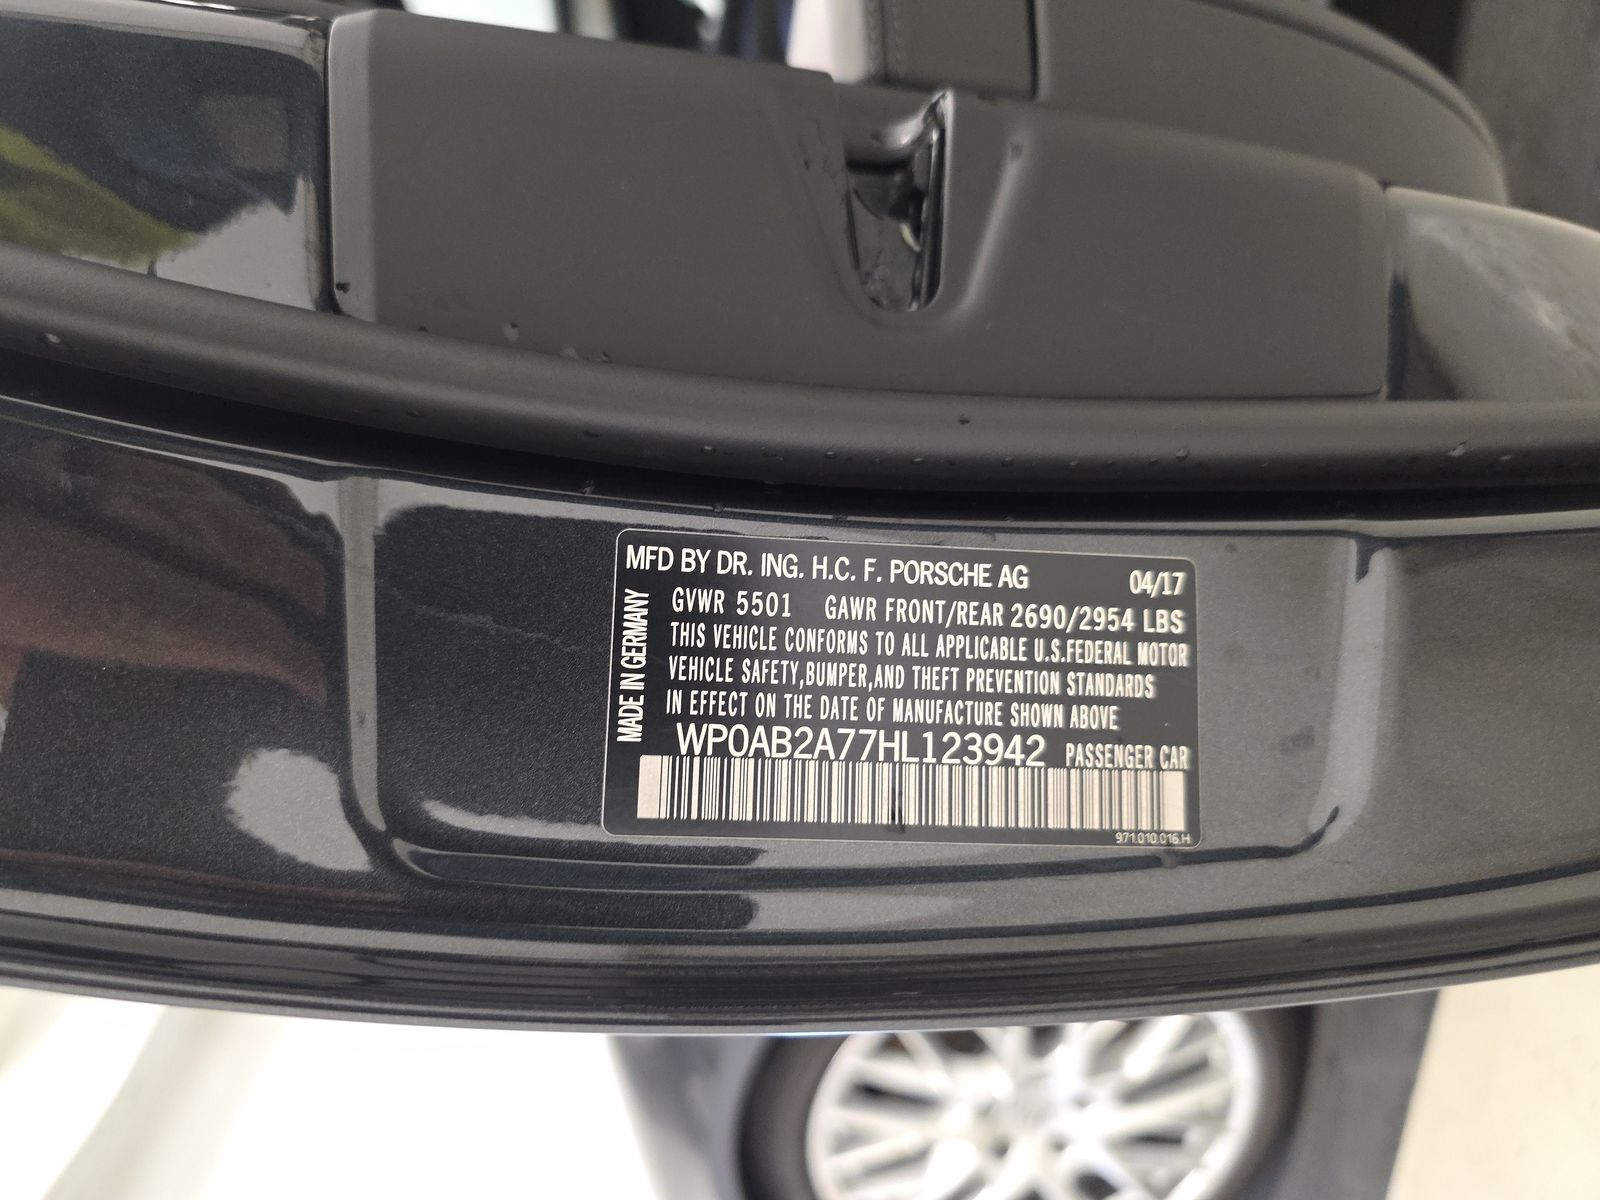 MFD BY DR. ING. H.C. F. PORSCHE AG 04/17
GVWR 5501 GAWR FRONT/REAR 2690/2954 LBS
THIS VEHICLE CONFORMS TO ALL APPLICABLE U.S.FEDERAL MOTOR
VEHICLE SAFETY,BUMPER,AND THEFT PREVENTION STANDARDS
IN EFFECT ON THE DATE OF MANUFACTURE SHOWN ABOVE
WP0AB2A77HL123942 PASSENGER CAR
MADE IN GERMANY
971.010.016.H